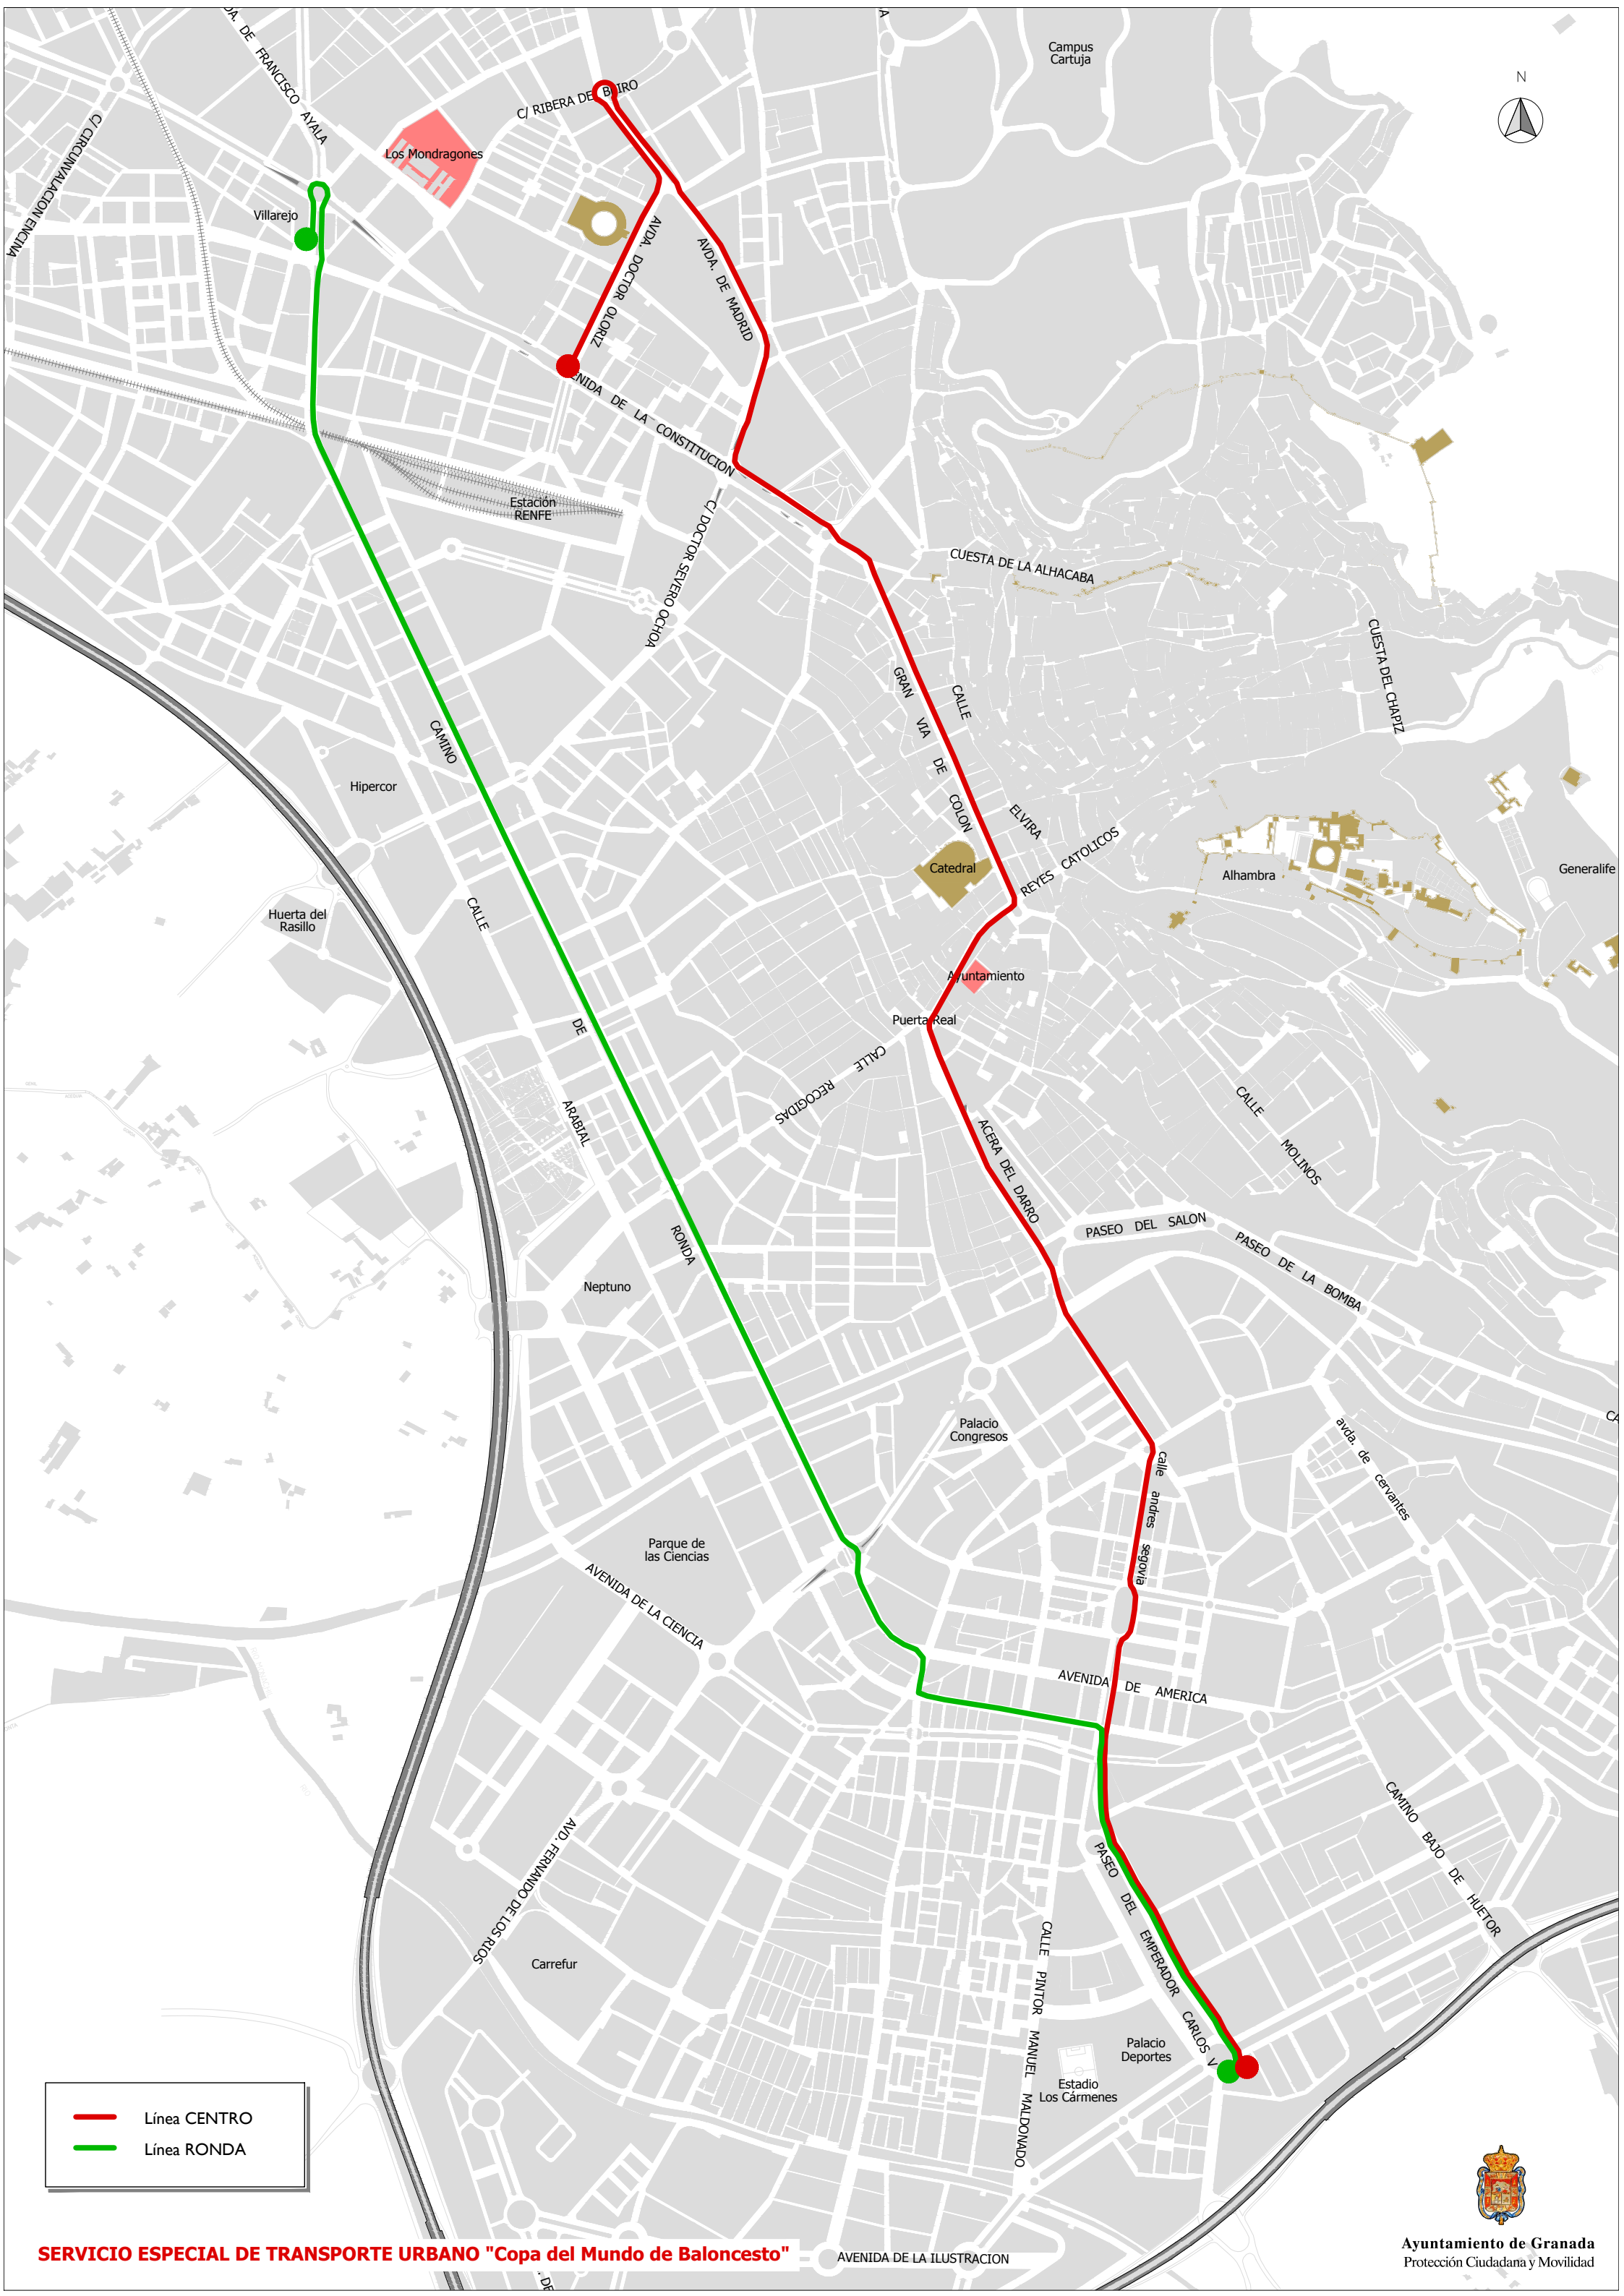 DA. DE FRANCISCO AYALA
A
Campus
Cartuja
N
C/ RIBERA DEL BEIRO
C/ CIRCUNVALACION ENCINA
Los Mondragones
Villarejo
AVDA. DOCTOR OLORIZ
AVDA. DE MADRID
ENIDA DE LA CONSTITUCION
Estación
RENFE
C/ DOCTOR SEVERO OCHOA
CUESTA DE LA ALHACABA
CUESTA DEL CHAPIZ
GRAN VIA DE COLON
CALLE ELVIRA
CAMINO DE RONDA
Hipercor
REYES CATOLICOS
Catedral
Alhambra
Generalife
CALLE ARABIAL
Huerta del
Rasillo
Ayuntamiento
Puerta Real
CALLE RECOGIDAS
CALLE MOLINOS
ACERA DEL DARRO
PASEO DEL SALON
PASEO DE LA BOMBA
Neptuno
Palacio
Congresos
CA
avda. de cervantes
calle andres segovia
Parque de
las Ciencias
AVENIDA DE LA CIENCIA
AVENIDA DE AMERICA
CAMINO BAJO DE HUETOR
AVD. FERNANDO DE LOS RIOS
PASEO DEL EMPERADOR CARLOS V
Carrefur
CALLE PINTOR MANUEL MALDONADO
Palacio
Deportes
Estadio
Los Cármenes
Línea CENTRO
Línea RONDA
Ayuntamiento de Granada
Protección Ciudadana y Movilidad
SERVICIO ESPECIAL DE TRANSPORTE URBANO "Copa del Mundo de Baloncesto"
AVENIDA DE LA ILUSTRACION
. DE